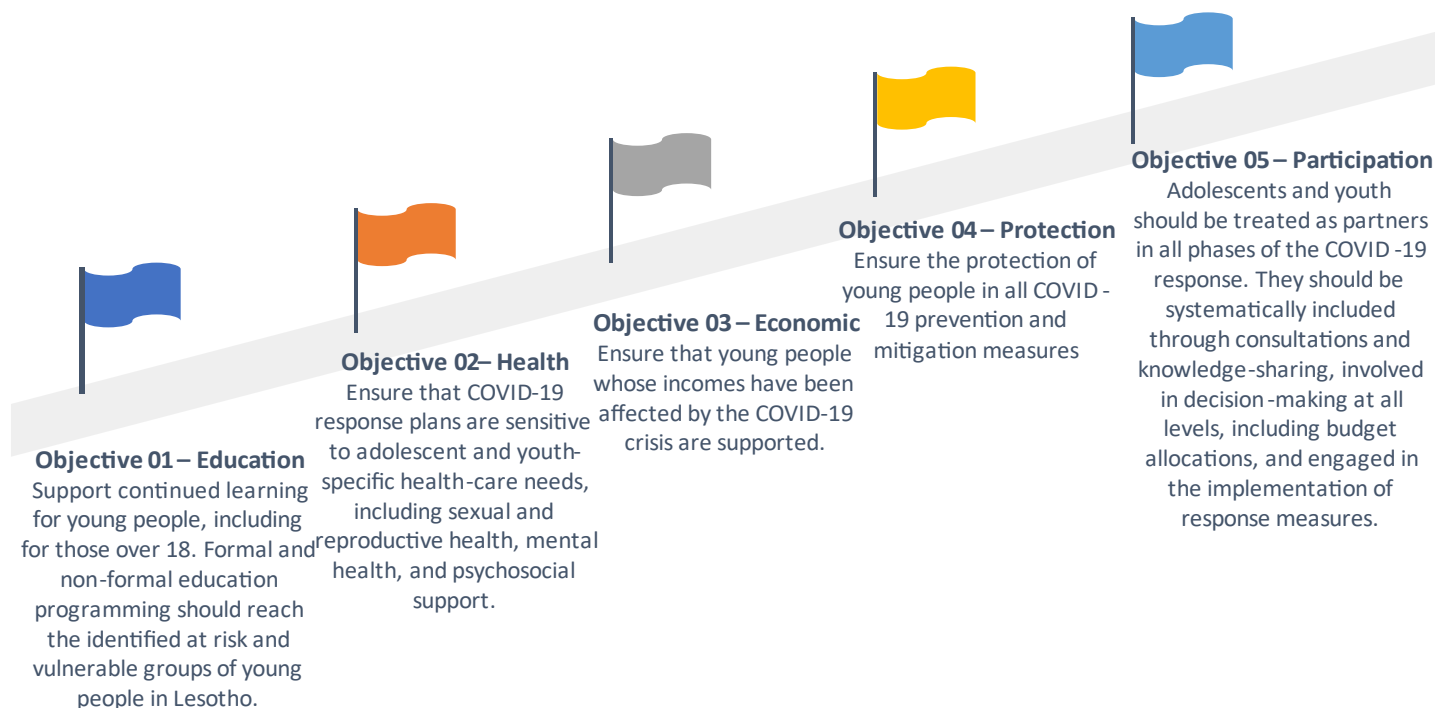 Objective 01 – Education
Support continued learning
for young people, including
for those over 18. Formal and
non-formal education
programming should reach
the identified at risk and
vulnerable groups of young
people in Lesotho.
Objective 02– Health
Ensure that COVID-19
response plans are sensitive
to adolescent and youth-
specific health-care needs,
including sexual and
reproductive health, mental
health, and psychosocial
support.
Objective 03 – Economic
Ensure that young people
whose incomes have been
affected by the COVID-19
crisis are supported.
Objective 04 – Protection
Ensure the protection of
young people in all COVID -
19 prevention and
mitigation measures
Objective 05 – Participation
Adolescents and youth
should be treated as partners
in all phases of the COVID -19
response. They should be
systematically included
through consultations and
knowledge-sharing, involved
in decision -making at all
levels, including budget
allocations, and engaged in
the implementation of
response measures.